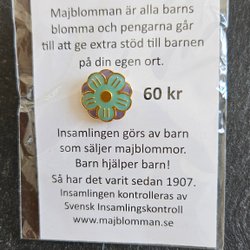 Majblomman är alla barns
blomma och pengarna går
till att ge extra stöd till barnen
på din egen ort.
60 kr
Insamlingen görs av barn
som säljer majblommor.
Barn hjälper barn!
Så har det varit sedan 1907.
Insamlingen kontrolleras av
Svensk Insamlingskontroll
www.majblomman.se